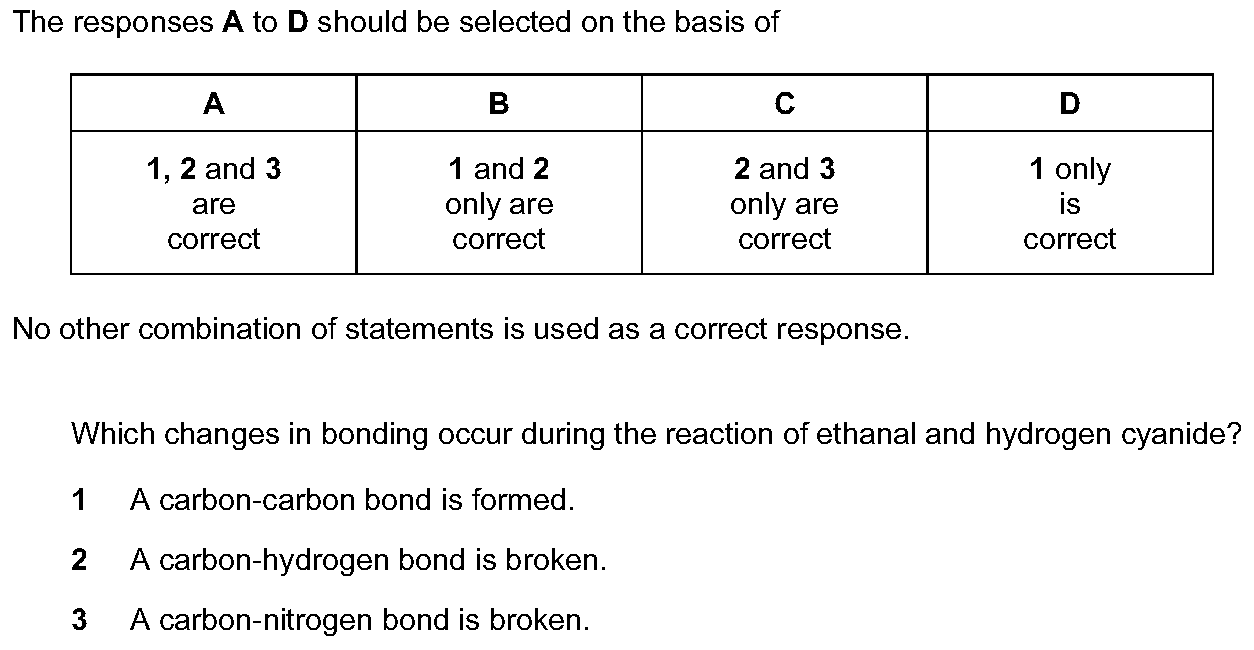 The responses A to D should be selected on the basis of
A B C D
1, 2 and 3 1 and 2 2 and 3 1 only
are only are only are is
correct correct correct correct
No other combination of statements is used as a correct response.
Which changes in bonding occur during the reaction of ethanal and hydrogen cyanide?
1 A carbon-carbon bond is formed.
2 A carbon-hydrogen bond is broken.
3 A carbon-nitrogen bond is broken.